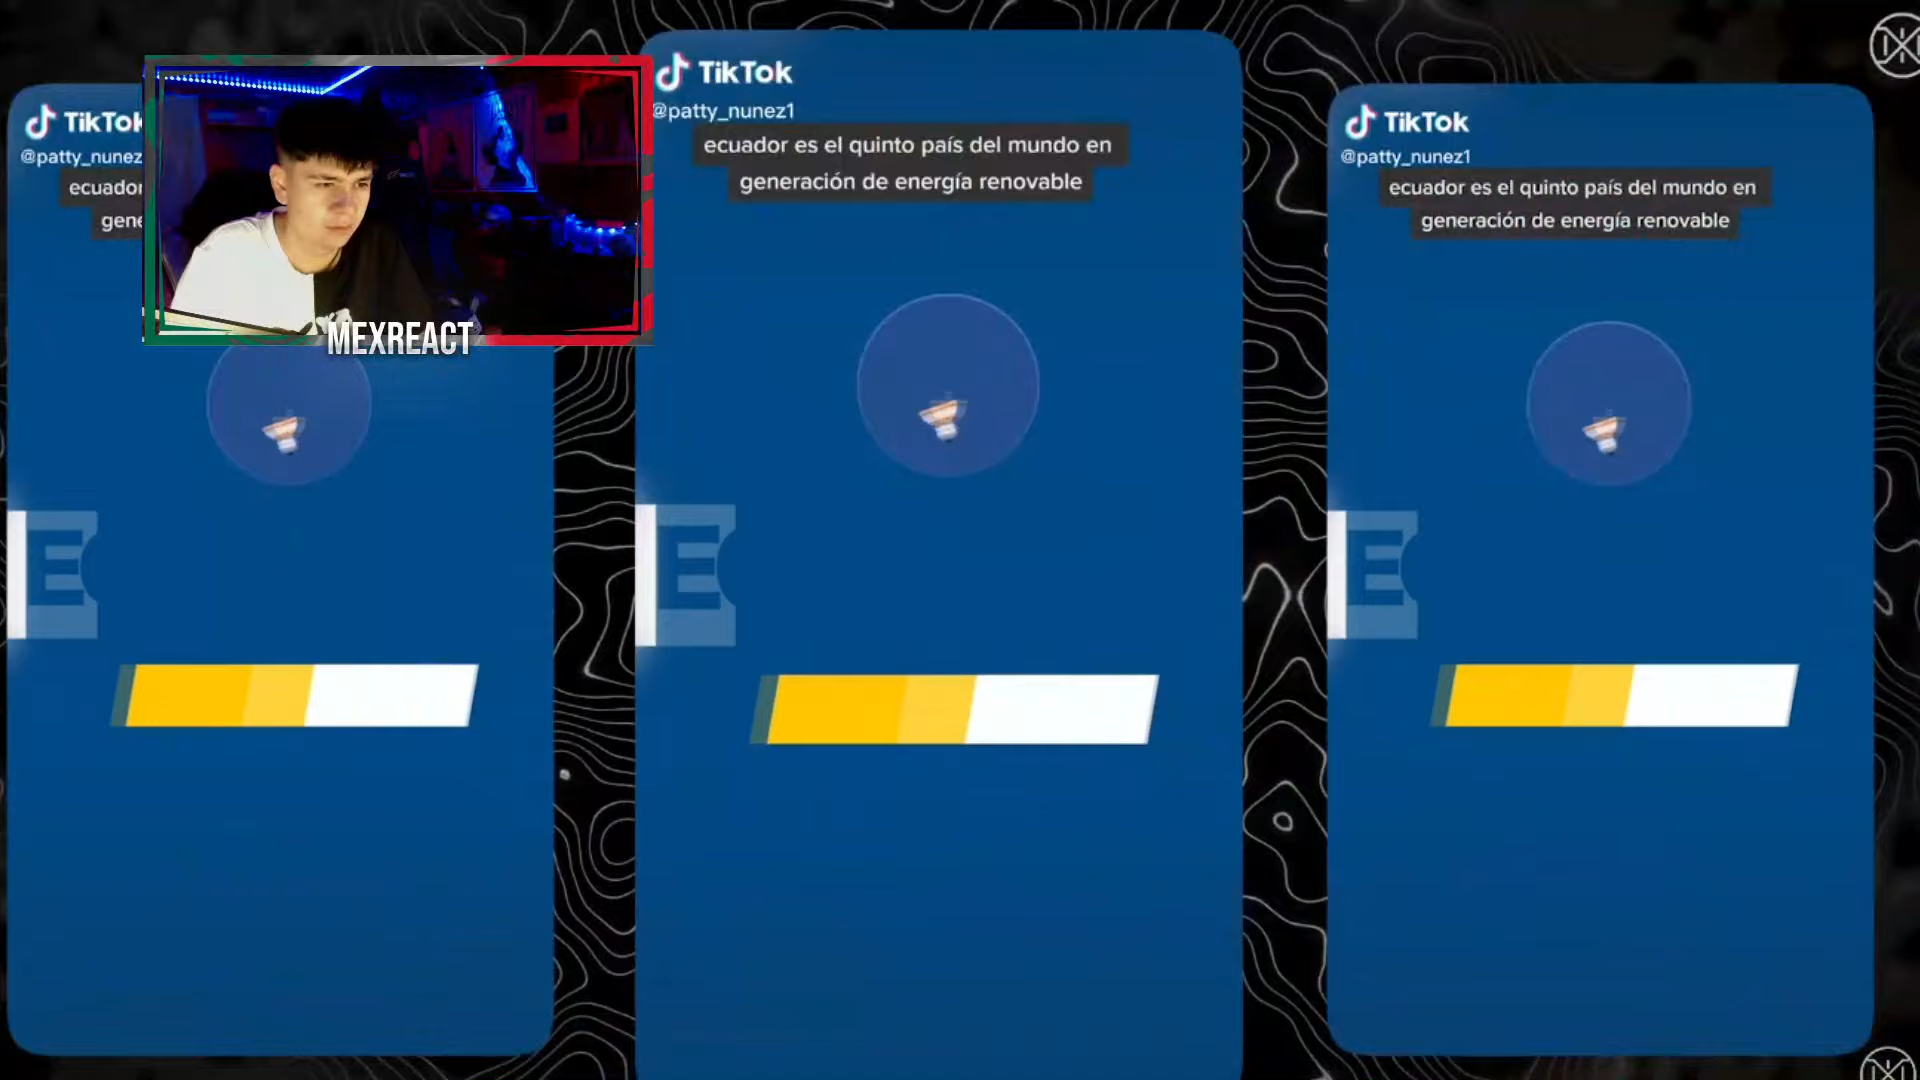 TikTok
@patty_nunez1
ecuador es el quinto país del mundo en
generación de energía renovable
E
TikTok
@patty_nunez
ecuador
gene
MEXREACT
E
TikTok
@patty_nunez1
ecuador es el quinto país del mundo en
generación de energía renovable
E